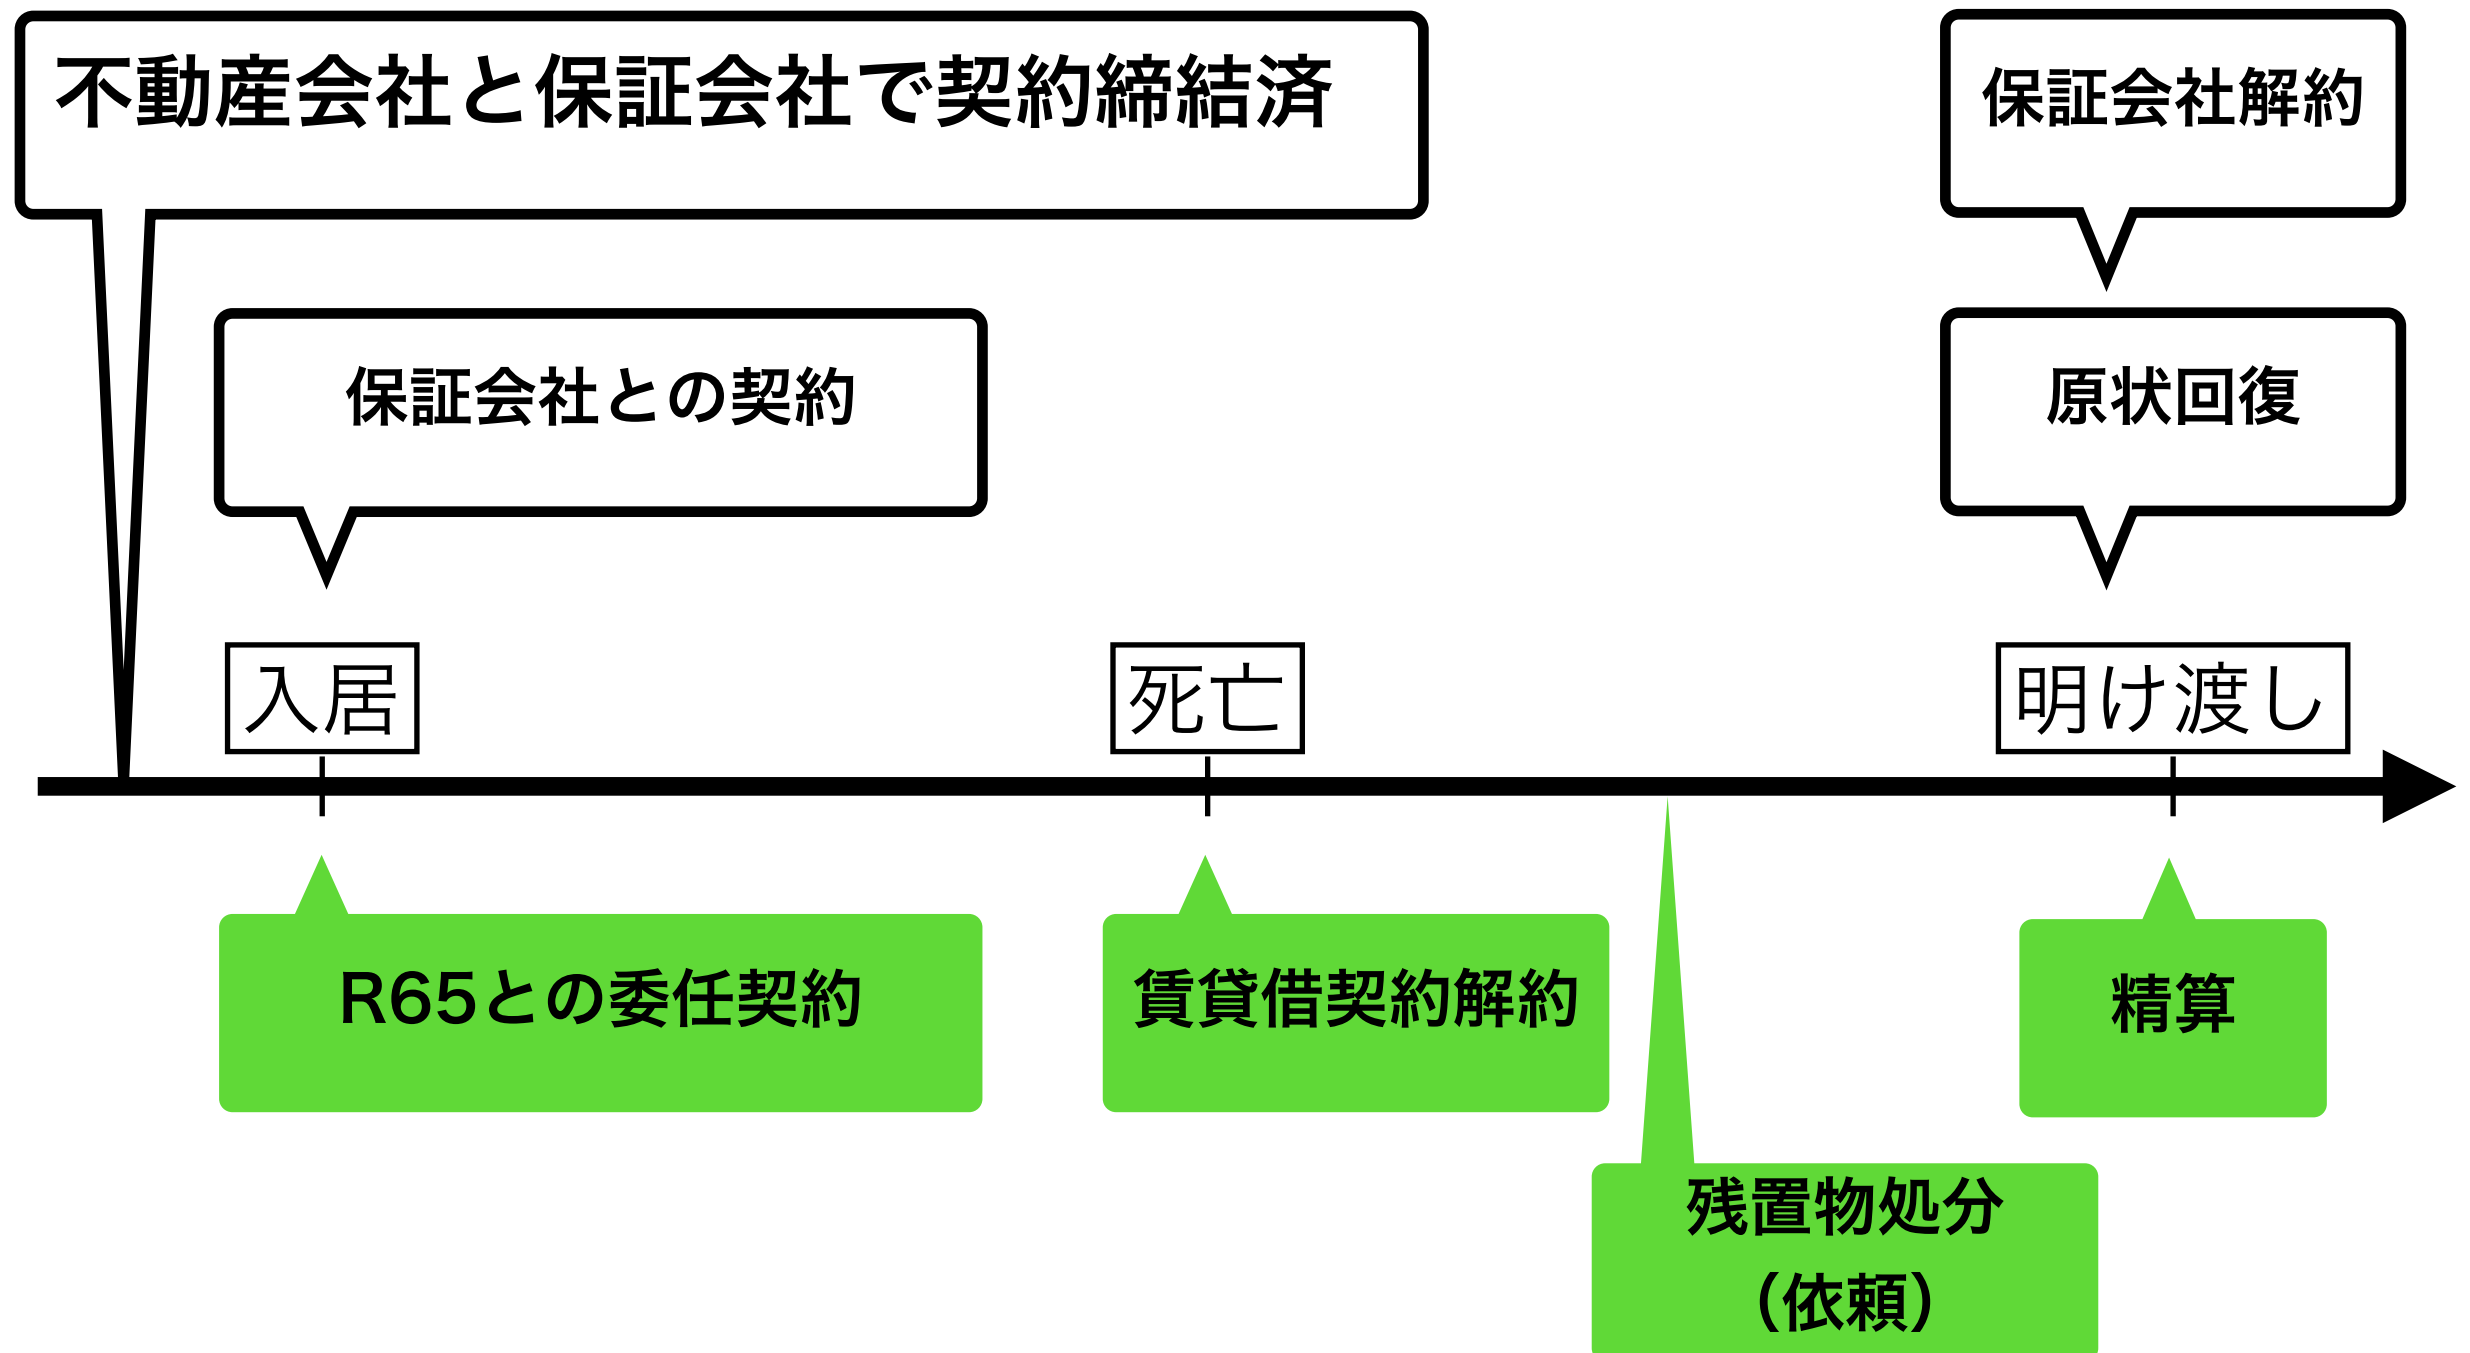 不動産会社と保証会社で契約締結済
保証会社解約
保証会社との契約
原状回復
入居
死亡
明け渡し
R65との委任契約
賃貸借契約解約
精算
残置物処分
（依頼）